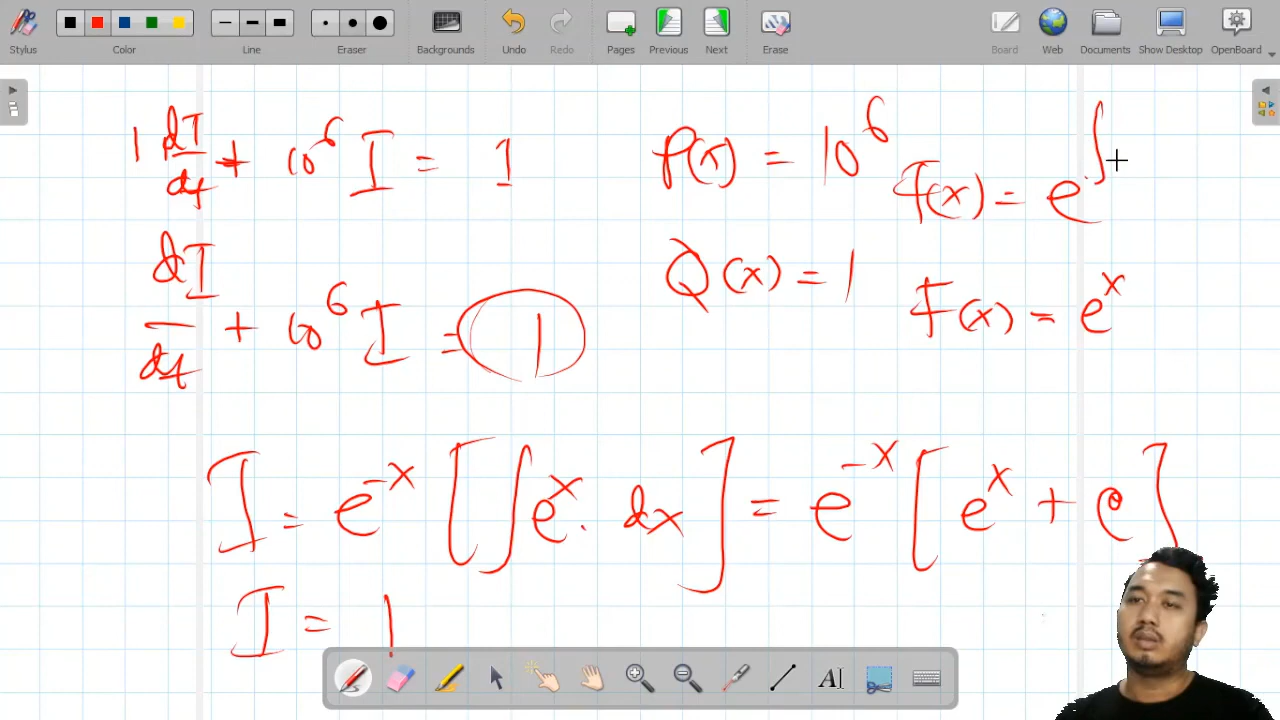 Stylus Color Line Eraser Backgrounds Undo Redo Pages Previous Next Erase Board Web Documents Show Desktop OpenBoard
1 dI/dt + 10^6 I = 1
P(x) = 10^6
F(x) = e^∫
dI/dt + 10^6 I = 1
Q(x) = 1
F(x) = e^x
I = e^-x [∫ e^x . dx] = e^-x [e^x + c]
I = 1